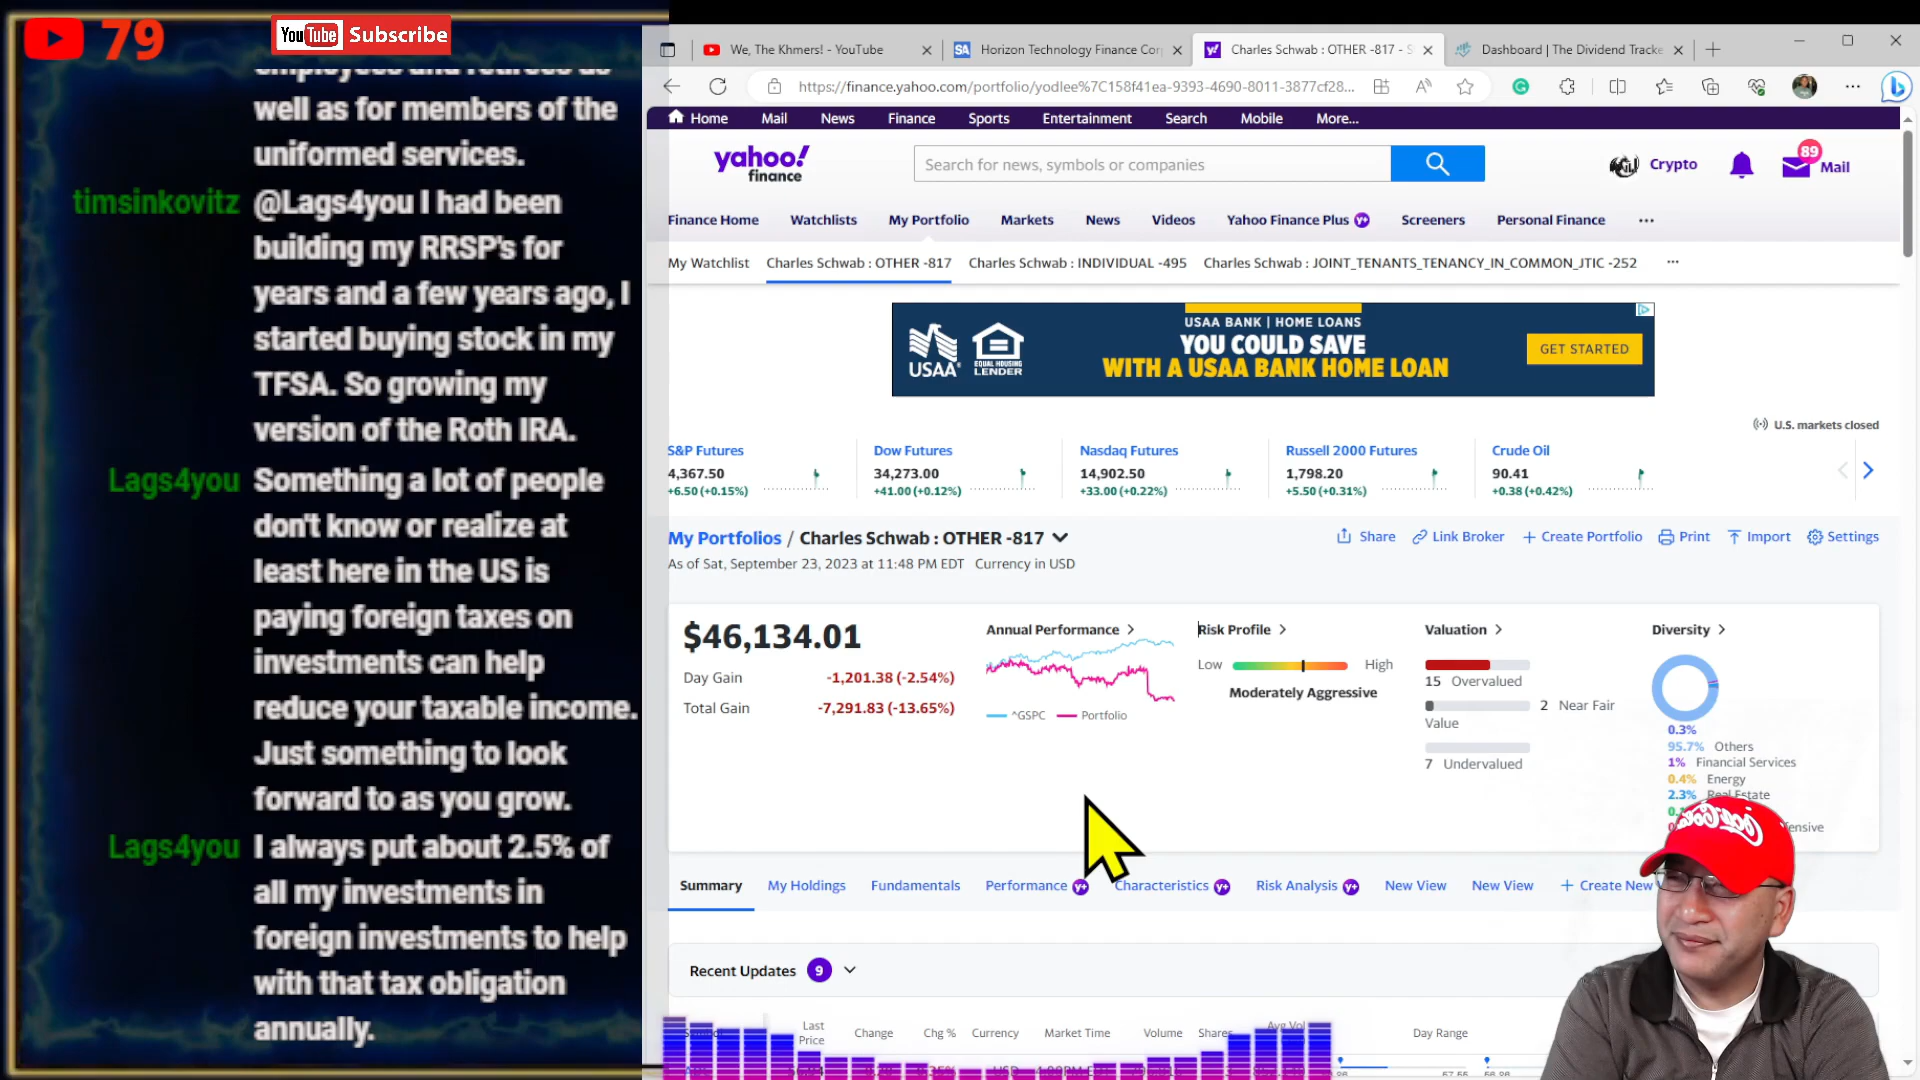 79
YouTube Subscribe
employees and retirees as
well as for members of the
uniformed services.
timsinkovitz @Lags4you I had been
building my RRSP's for
years and a few years ago, I
started buying stock in my
TFSA. So growing my
version of the Roth IRA.
Lags4you Something a lot of people
don't know or realize at
least here in the US is
paying foreign taxes on
investments can help
reduce your taxable income.
Just something to look
forward to as you grow.
Lags4you I always put about 2.5% of
all my investments in
foreign investments to help
with that tax obligation
annually.
We, The Khmers! - YouTube
SA Horizon Technology Finance Cor
y! Charles Schwab : OTHER -817 - S
Dashboard | The Dividend Tracke
https://finance.yahoo.com/portfolio/yodlee%7C158f41ea-9393-4690-8011-3877cf28...
Home Mail News Finance Sports Entertainment Search Mobile More...
yahoo!
finance
Search for news, symbols or companies
Crypto
89
Mail
Finance Home Watchlists My Portfolio Markets News Videos Yahoo Finance Plus Y+ Screeners Personal Finance ...
My Watchlist Charles Schwab : OTHER -817 Charles Schwab : INDIVIDUAL -495 Charles Schwab : JOINT_TENANTS_TENANCY_IN_COMMON_JTIC -252 ...
USAA
EQUAL HOUSING
LENDER
USAA BANK | HOME LOANS
YOU COULD SAVE
WITH A USAA BANK HOME LOAN
GET STARTED
U.S. markets closed
S&P Futures
4,367.50
+6.50 (+0.15%)
Dow Futures
34,273.00
+41.00 (+0.12%)
Nasdaq Futures
14,902.50
+33.00 (+0.22%)
Russell 2000 Futures
1,798.20
+5.50 (+0.31%)
Crude Oil
90.41
+0.38 (+0.42%)
My Portfolios / Charles Schwab : OTHER -817
Share Link Broker + Create Portfolio Print Import Settings
As of Sat, September 23, 2023 at 11:48 PM EDT Currency in USD
$46,134.01
Day Gain -1,201.38 (-2.54%)
Total Gain -7,291.83 (-13.65%)
Annual Performance >
^GSPC Portfolio
Risk Profile >
Low High
Moderately Aggressive
Valuation >
15 Overvalued
2 Near Fair
Value
7 Undervalued
Diversity >
0.3%
95.7% Others
1% Financial Services
0.4% Energy
2.3% Real Estate
Coca-Cola
Summary My Holdings Fundamentals Performance Y+ Characteristics Y+ Risk Analysis Y+ New View New View + Create New
Recent Updates 9
Last
Price
Change Chg % Currency Market Time Volume Shares
Avg Vol
Day Range